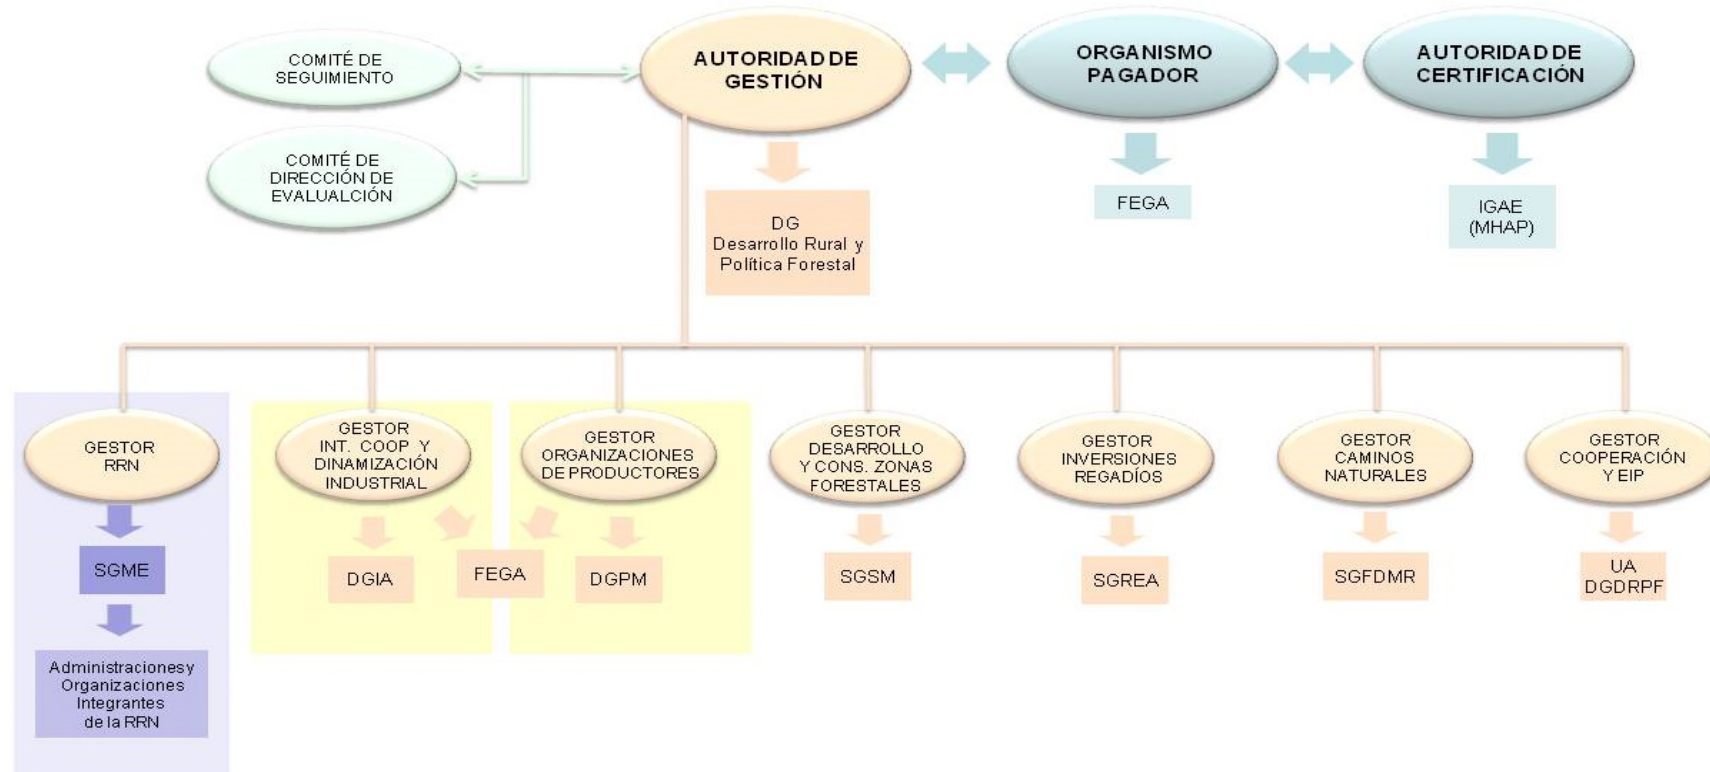 COMITÉ DE
SEGUIMIENTO
AUTORIDAD DE
GESTIÓN
ORGANISMO
PAGADOR
AUTORIDAD DE
CERTIFICACIÓN
COMITÉ DE
DIRECCIÓN DE
EVALUALCIÓN
DG
Desarrollo Rural y
Política Forestal
FEGA
IGAE
(MHAP)
GESTOR
RRN
GESTOR
INT. COOP Y
DINAMIZACIÓN
INDUSTRIAL
GESTOR
ORGANIZACIONES
DE PRODUCTORES
GESTOR
DESARROLLO
Y CONS. ZONAS
FORESTALES
GESTOR
INVERSIONES
REGADÍOS
GESTOR
CAMINOS
NATURALES
GESTOR
COOPERACIÓN
Y EIP
SGME
DGIA
FEGA
DGPM
SGSM
SGREA
SGFDMR
UA
DGDRPF
Administracionesy
Organizaciones
Integrantes
de la RRN